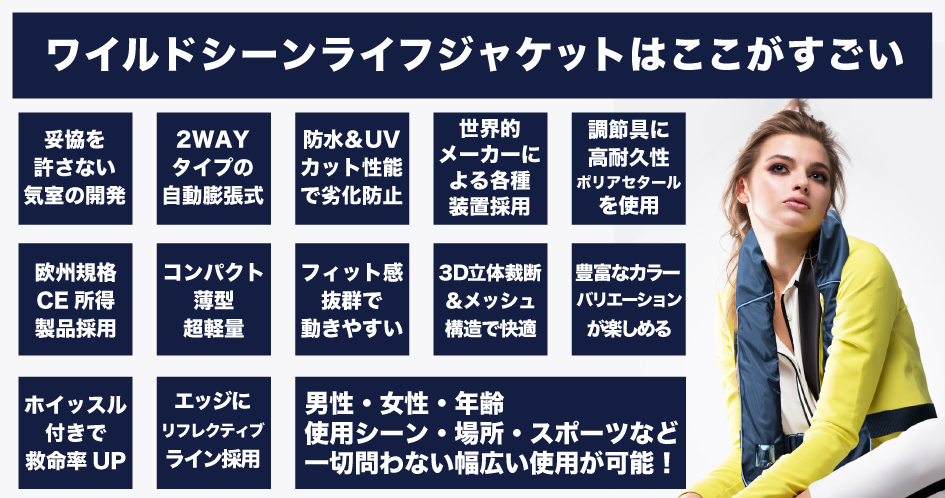 ワイルドシーンライフジャケットはここがすごい
妥協を
許さない
気室の開発
2WAY
タイプの
自動膨張式
防水&UV
カット性能
で劣化防止
世界的
メーカーに
よる各種
装置採用
調節具に
高耐久性
ポリアセタール
を使用
欧州規格
CE所得
製品採用
コンパクト
薄型
超軽量
フィット感
抜群で
動きやすい
3D立体裁断
&メッシュ
構造で快適
豊富なカラー
バリエーション
が楽しめる
ホイッスル
付きで
救命率UP
エッジに
リフレクティブ
ライン採用
男性・女性・年齢
使用シーン・場所・スポーツなど
一切問わない幅広い使用が可能！